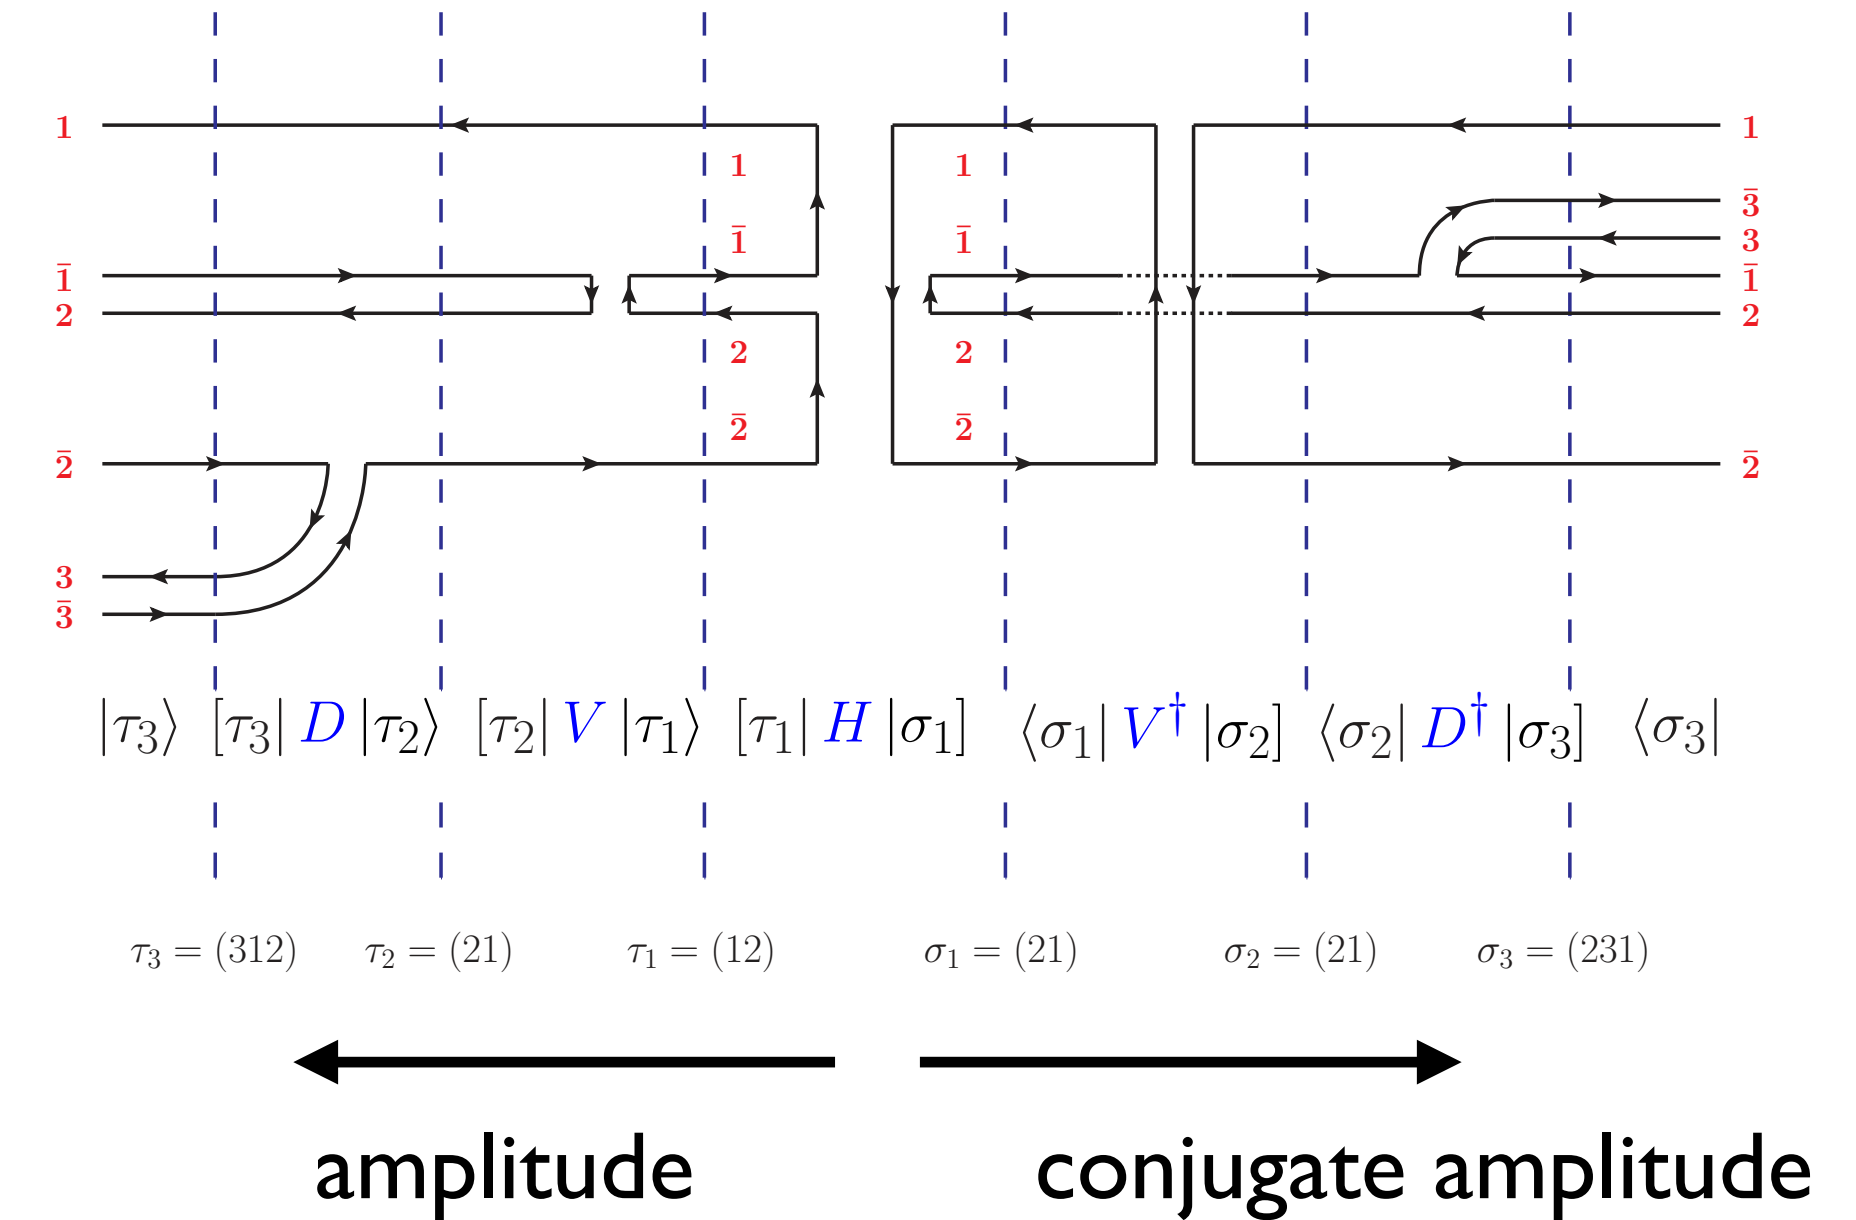 1 1 1 1
3̄
1̄ 1̄ 3
1̄ 1̄
2 2
2 2
2̄ 2̄
2̄ 2̄
3
3̄
|τ₃⟩ [τ₃| D |τ₂⟩ [τ₂| V |τ₁⟩ [τ₁| H |σ₁] ⟨σ₁| V† |σ₂] ⟨σ₂| D† |σ₃] ⟨σ₃|
τ₃ = (312) τ₂ = (21) τ₁ = (12) σ₁ = (21) σ₂ = (21) σ₃ = (231)
amplitude conjugate amplitude